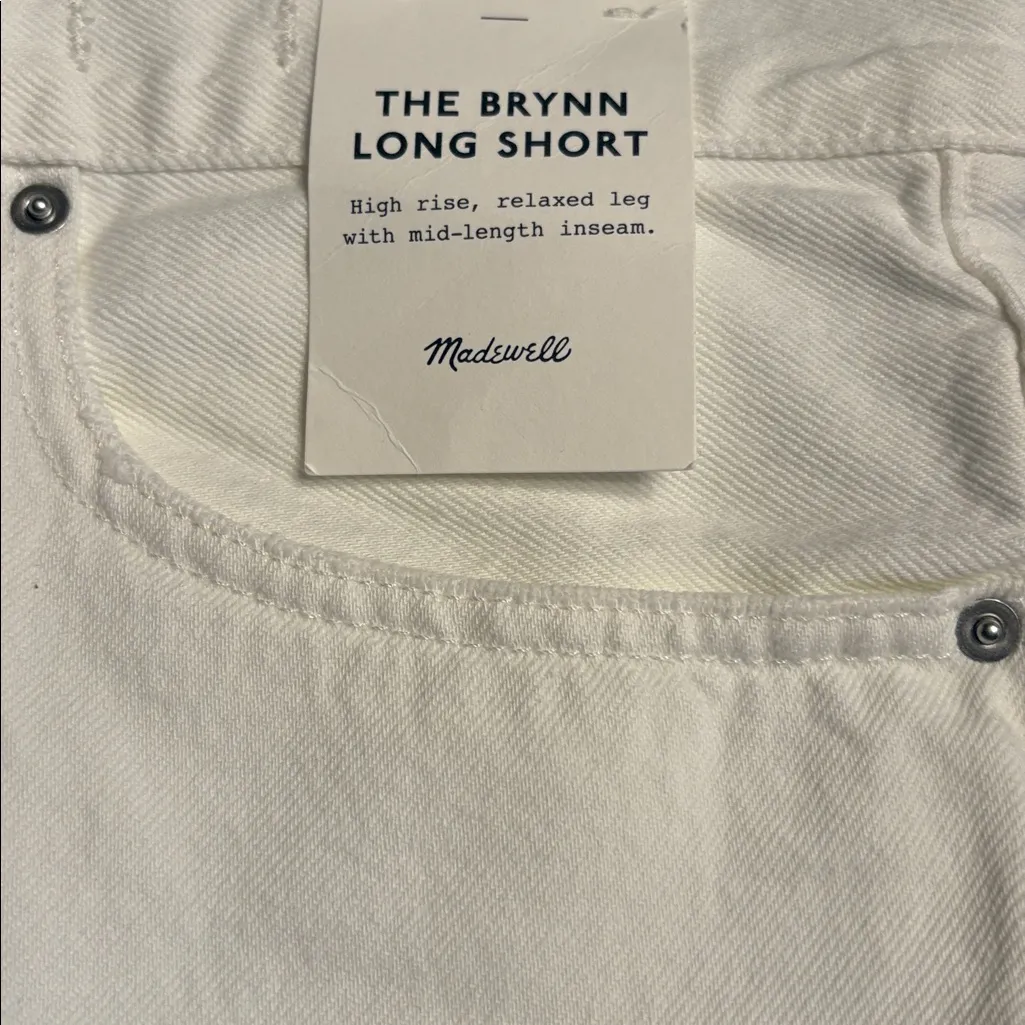 THE BRYNN
LONG SHORT
High rise, relaxed leg
with mid-length inseam.
Madewell